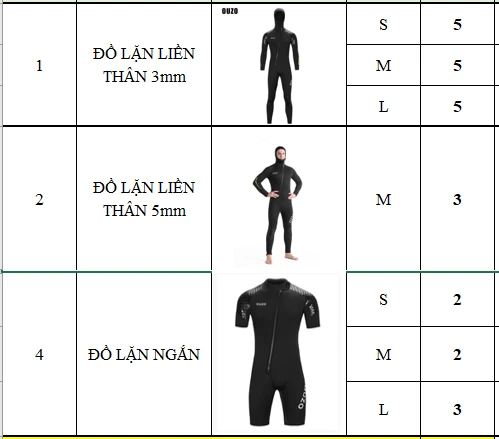 OUZO
S 5
1 ĐỒ LẶN LIỀN M 5
THÂN 3mm
L 5
2 ĐỒ LẶN LIỀN M 3
THÂN 5mm
S 2
4 ĐỒ LẶN NGẮN M 2
L 3